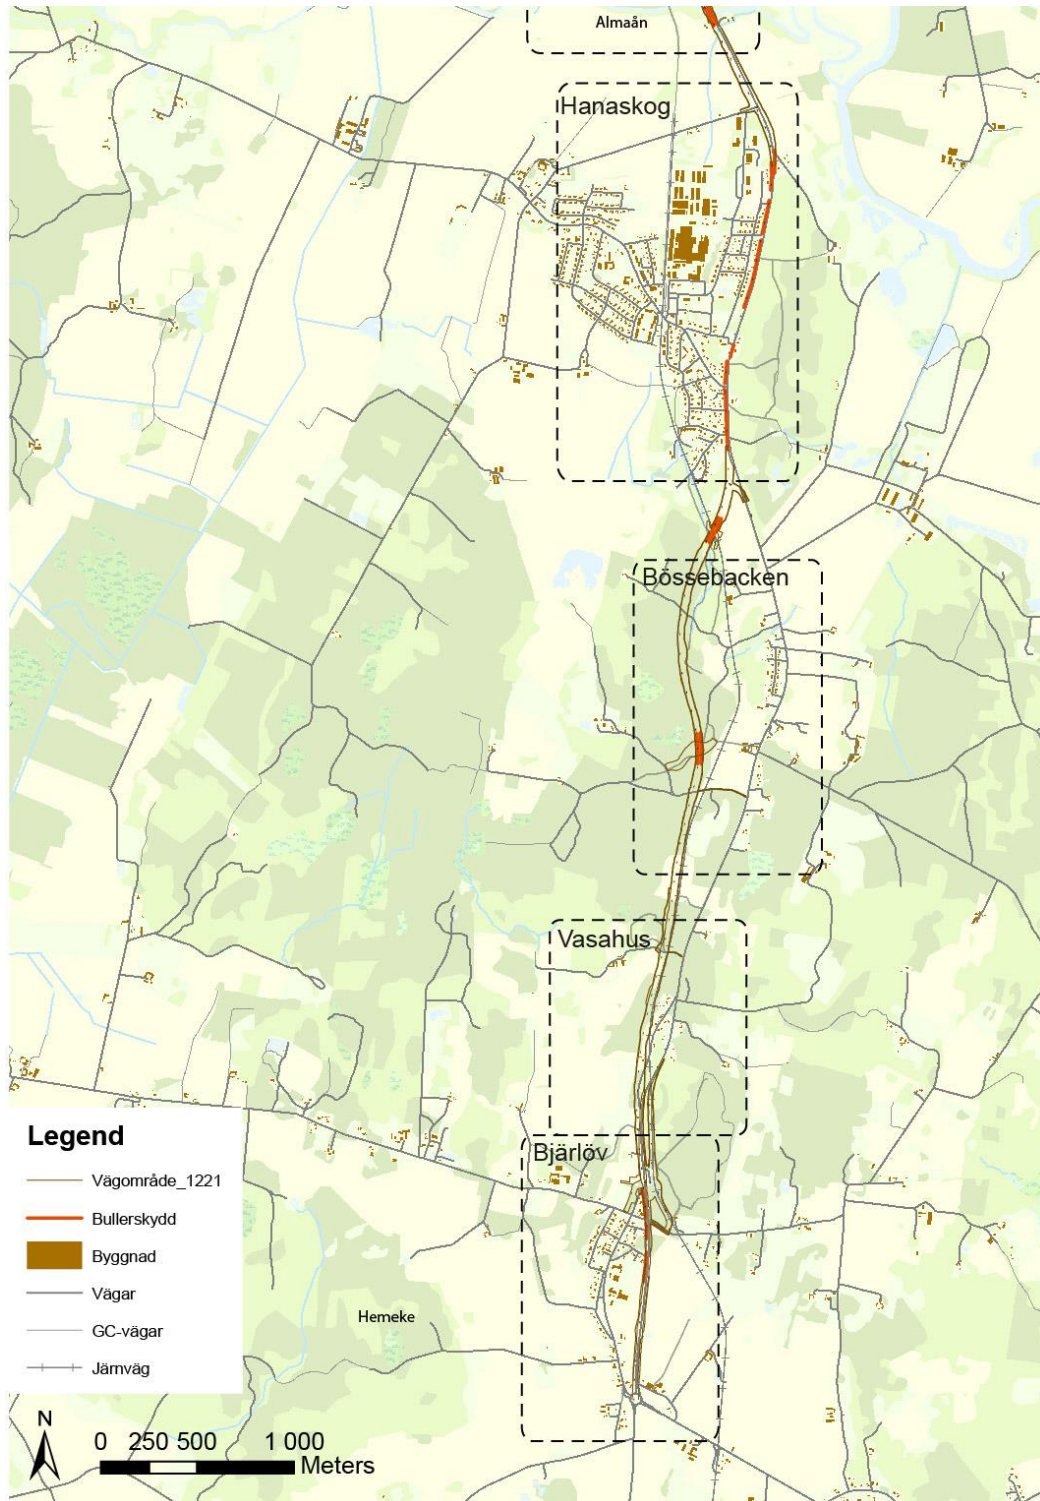 Almaån
Hanaskog
Bössebacken
Vasahus
Bjärlöv
Hemeke
Legend
Vägområde_1221
Bullerskydd
Byggnad
Vägar
GC-vägar
Järnväg
N
0 250 500 1 000
Meters